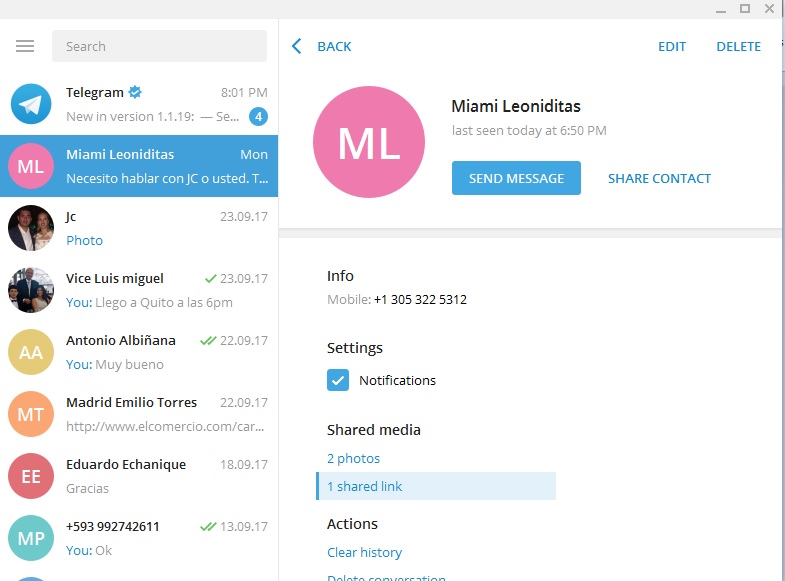 Search
Telegram 8:01 PM
New in version 1.1.19: — Se... 4
ML Miami Leoniditas Mon
Necesito hablar con JC o usted. T...
Jc 23.09.17
Photo
Vice Luis miguel 23.09.17
You: Llego a Quito a las 6pm
AA Antonio Albiñana 22.09.17
You: Muy bueno
MT Madrid Emilio Torres 22.09.17
http://www.elcomercio.com/car...
EE Eduardo Echanique 18.09.17
Gracias
MP +593 992742611 13.09.17
You: Ok
BACK EDIT DELETE
ML
Miami Leoniditas
last seen today at 6:50 PM
SEND MESSAGE SHARE CONTACT
Info
Mobile: +1 305 322 5312
Settings
Notifications
Shared media
2 photos
1 shared link
Actions
Clear history
Delete conversation